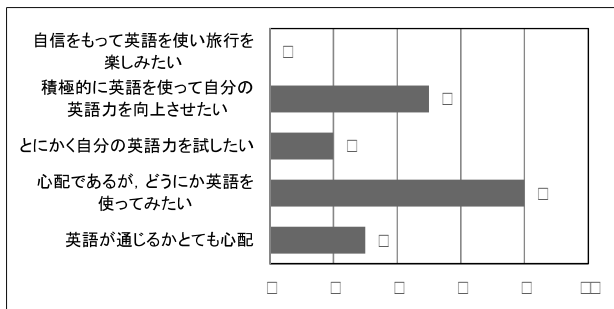 自信をもって英語を使い旅行を
楽しみたい
積極的に英語を使って自分の
英語力を向上させたい
とにかく自分の英語力を試したい
心配であるが，どうにか英語を
使ってみたい
英語が通じるかとても心配